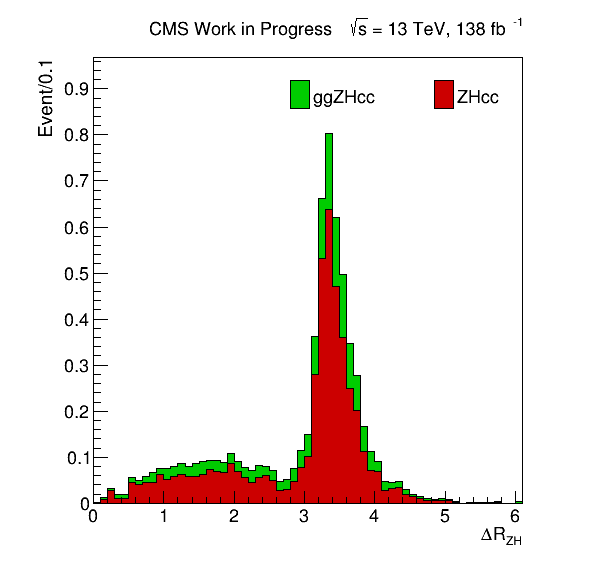 CMS Work in Progress √s = 13 TeV, 138 fb⁻¹
Event/0.1
ggZHcc ZHcc
0.9
0.8
0.7
0.6
0.5
0.4
0.3
0.2
0.1
0
0 1 2 3 4 5 6
ΔR_ZH